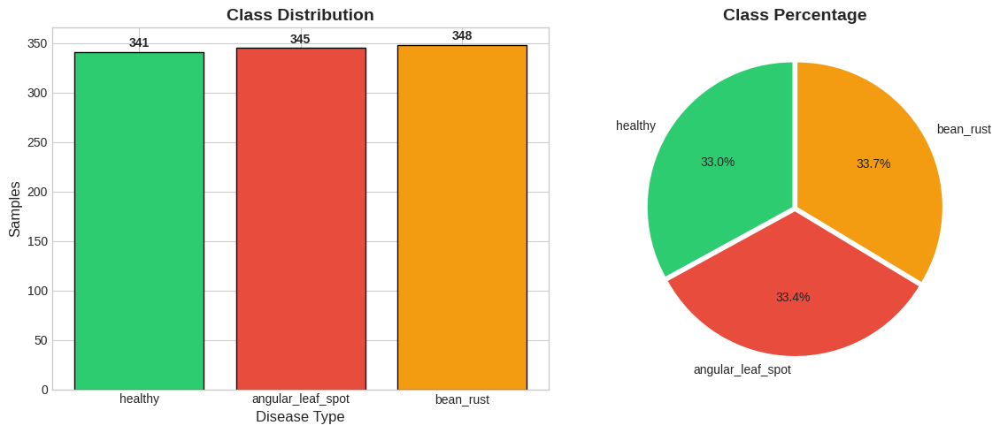 Class Distribution
Samples
350
300
250
200
150
100
50
0
341
345
348
healthy
angular_leaf_spot
bean_rust
Disease Type
Class Percentage
healthy
33.0%
angular_leaf_spot
33.4%
bean_rust
33.7%